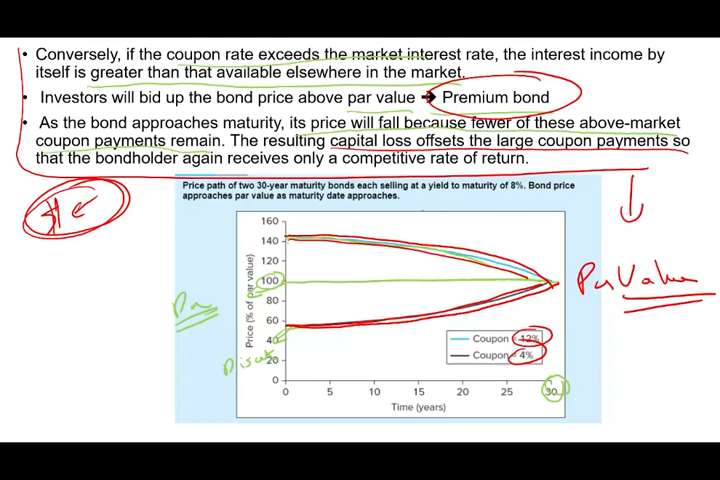 • Conversely, if the coupon rate exceeds the market interest rate, the interest income by
itself is greater than that available elsewhere in the market.
• Investors will bid up the bond price above par value ➔ Premium bond
• As the bond approaches maturity, its price will fall because fewer of these above-market
coupon payments remain. The resulting capital loss offsets the large coupon payments so
that the bondholder again receives only a competitive rate of return.
Price path of two 30-year maturity bonds each selling at a yield to maturity of 8%. Bond price
approaches par value as maturity date approaches.
Price (% of par value)
160
140
120
100
80
60
40
20
0
Par Value
Coupon = 12%
Coupon = 4%
0 5 10 15 20 25 30
Time (years)